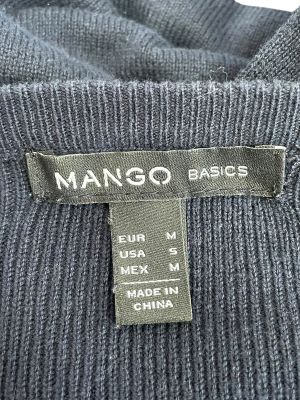 MANGO BASICS
EUR M
USA S
MEX M
MADE IN
CHINA